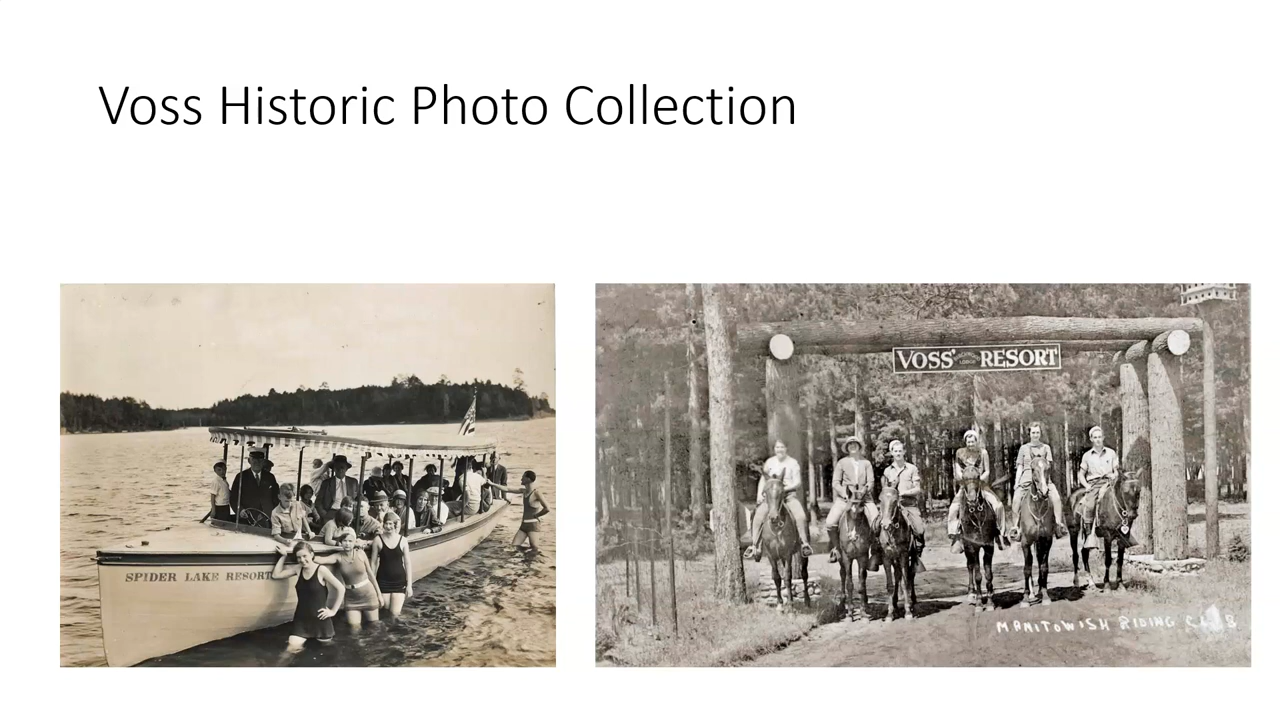 Voss Historic Photo Collection
SPIDER LAKE RESORT
VOSS' RESORT
MANITOWISH RIDING CLUB